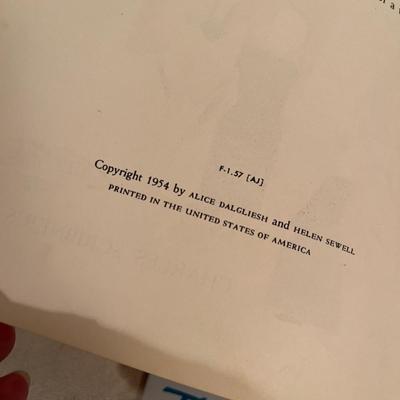 F-1.57 [AJ]
Copyright 1954 by ALICE DALGLIESH and HELEN SEWELL
PRINTED IN THE UNITED STATES OF AMERICA